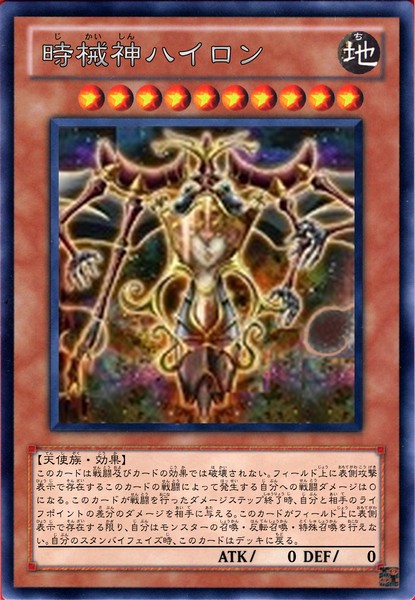 時械神ハイロン
地
【天使族・効果】
このカードは戦闘及びカードの効果では破壊されない。フィールド上に表側攻撃
表示で存在するこのカードの戦闘によって発生する自分への戦闘ダメージは0
になる。このカードが戦闘を行ったダメージステップ終了時、自分と相手のライ
フポイントの差分のダメージを相手に与える。このカードがフィールド上に表側
表示で存在する限り、自分はモンスターの召喚・反転召喚・特殊召喚を行えな
い。自分のスタンバイフェイズ時、このカードはデッキに戻る。
ATK/ 0 DEF/ 0